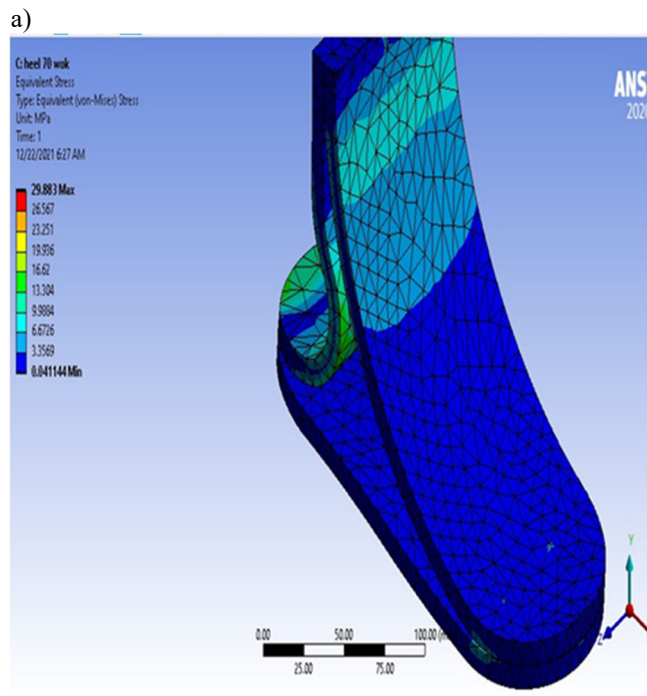 a)
C: heel 70 wok
Equivalent Stress
Type: Equivalent (von-Mises) Stress
Unit: MPa
Time: 1
12/22/2021 6:27 AM
29.883 Max
26.567
23.251
19.936
16.62
13.304
9.9884
6.6726
3.3569
0.041144 Min
ANS
2020
Y
Z
0.00 50.00 100.00 (m
25.00 75.00